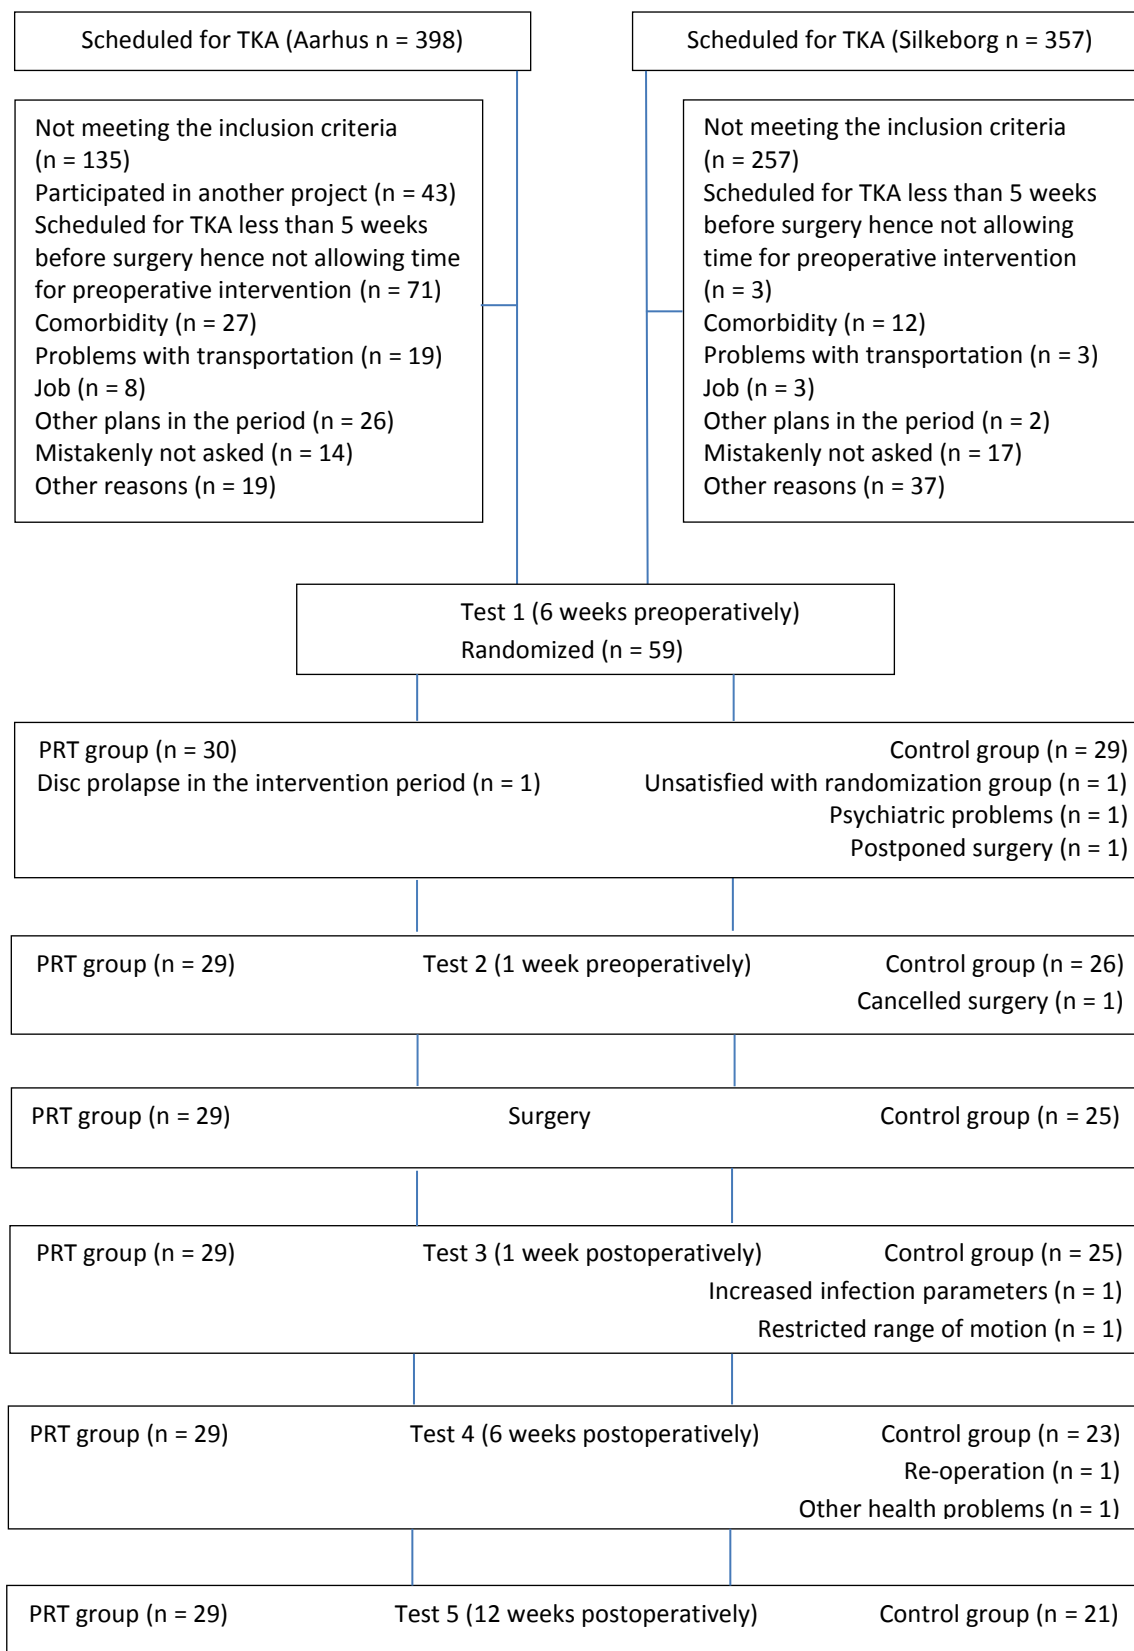 Scheduled for TKA (Aarhus n = 398)
Scheduled for TKA (Silkeborg n = 357)
Not meeting the inclusion criteria
(n = 135)
Participated in another project (n = 43)
Scheduled for TKA less than 5 weeks
before surgery hence not allowing time
for preoperative intervention (n = 71)
Comorbidity (n = 27)
Problems with transportation (n = 19)
Job (n = 8)
Other plans in the period (n = 26)
Mistakenly not asked (n = 14)
Other reasons (n = 19)
Not meeting the inclusion criteria
(n = 257)
Scheduled for TKA less than 5 weeks
before surgery hence not allowing
time for preoperative intervention
(n = 3)
Comorbidity (n = 12)
Problems with transportation (n = 3)
Job (n = 3)
Other plans in the period (n = 2)
Mistakenly not asked (n = 17)
Other reasons (n = 37)
Test 1 (6 weeks preoperatively)
Randomized (n = 59)
PRT group (n = 30)
Disc prolapse in the intervention period (n = 1)
Control group (n = 29)
Unsatisfied with randomization group (n = 1)
Psychiatric problems (n = 1)
Postponed surgery (n = 1)
PRT group (n = 29) Test 2 (1 week preoperatively) Control group (n = 26)
Cancelled surgery (n = 1)
PRT group (n = 29) Surgery Control group (n = 25)
PRT group (n = 29) Test 3 (1 week postoperatively) Control group (n = 25)
Increased infection parameters (n = 1)
Restricted range of motion (n = 1)
PRT group (n = 29) Test 4 (6 weeks postoperatively) Control group (n = 23)
Re-operation (n = 1)
Other health problems (n = 1)
PRT group (n = 29) Test 5 (12 weeks postoperatively) Control group (n = 21)